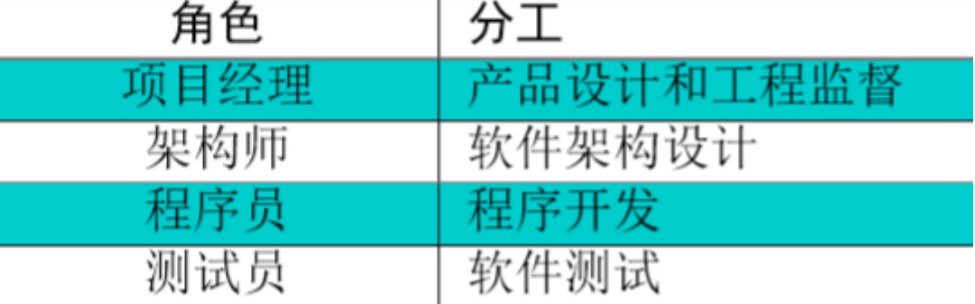 角色 分工
项目经理 产品设计和工程监督
架构师 软件架构设计
程序员 程序开发
测试员 软件测试